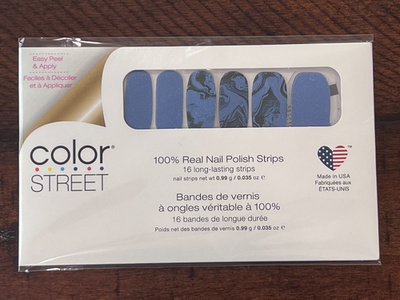 Easy Peel
& Apply
Faciles à Décoller
et à Appliquer
color®
STREET
100% Real Nail Polish Strips
16 long-lasting strips
nail strips net wt 0.99 g / 0.035 oz ℮
Bandes de vernis
à ongles véritable à 100%
16 bandes de longue durée
Poids net des bandes de vernis 0.99 g / 0.035 oz ℮
™
Made in USA
Fabriquées aux
ÉTATS-UNIS